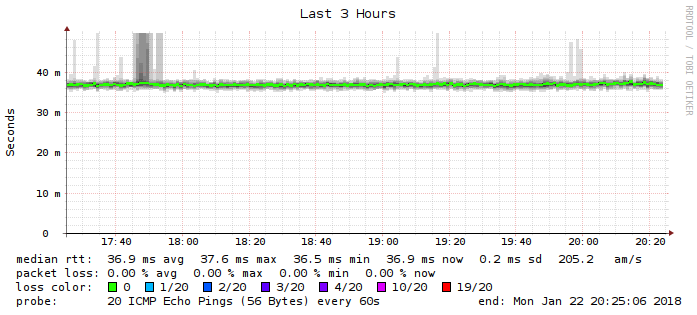 Last 3 Hours
RRDTOOL / TOBI OETIKER
Seconds
40 m
30 m
20 m
10 m
0
17:40 18:00 18:20 18:40 19:00 19:20 19:40 20:00 20:20
median rtt: 36.9 ms avg 37.6 ms max 36.5 ms min 36.9 ms now 0.2 ms sd 205.2 am/s
packet loss: 0.00 % avg 0.00 % max 0.00 % min 0.00 % now
loss color: 0 1/20 2/20 3/20 4/20 10/20 19/20
probe: 20 ICMP Echo Pings (56 Bytes) every 60s end: Mon Jan 22 20:25:06 2018